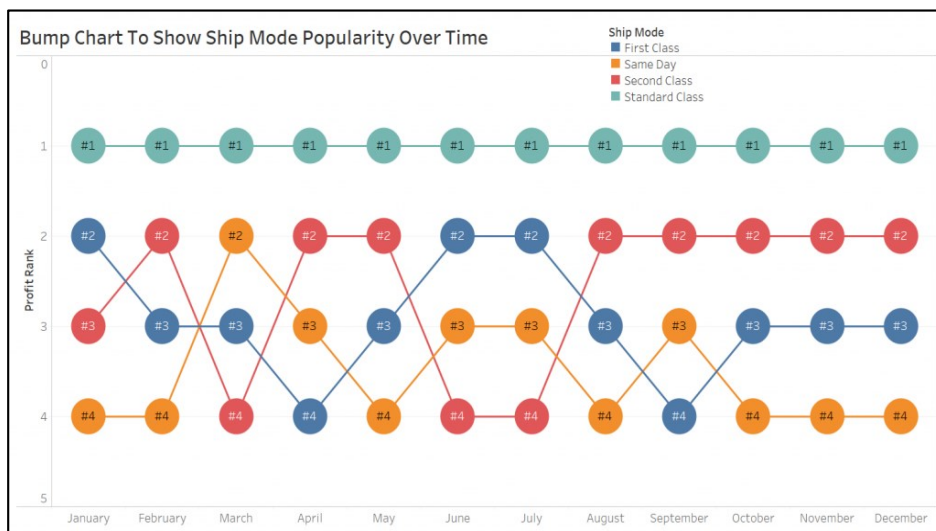 Bump Chart To Show Ship Mode Popularity Over Time
Ship Mode
First Class
Same Day
Second Class
Standard Class
Profit Rank
0
1
#1 #1 #1 #1 #1 #1 #1 #1 #1 #1 #1 #1
2
#2 #2 #2 #2 #2 #2 #2 #2 #2 #2 #2 #2
3
#3 #3 #3 #3 #3 #3 #3 #3 #3 #3 #3 #3
4
#4 #4 #4 #4 #4 #4 #4 #4 #4 #4 #4 #4
5
January February March April May June July August September October November December